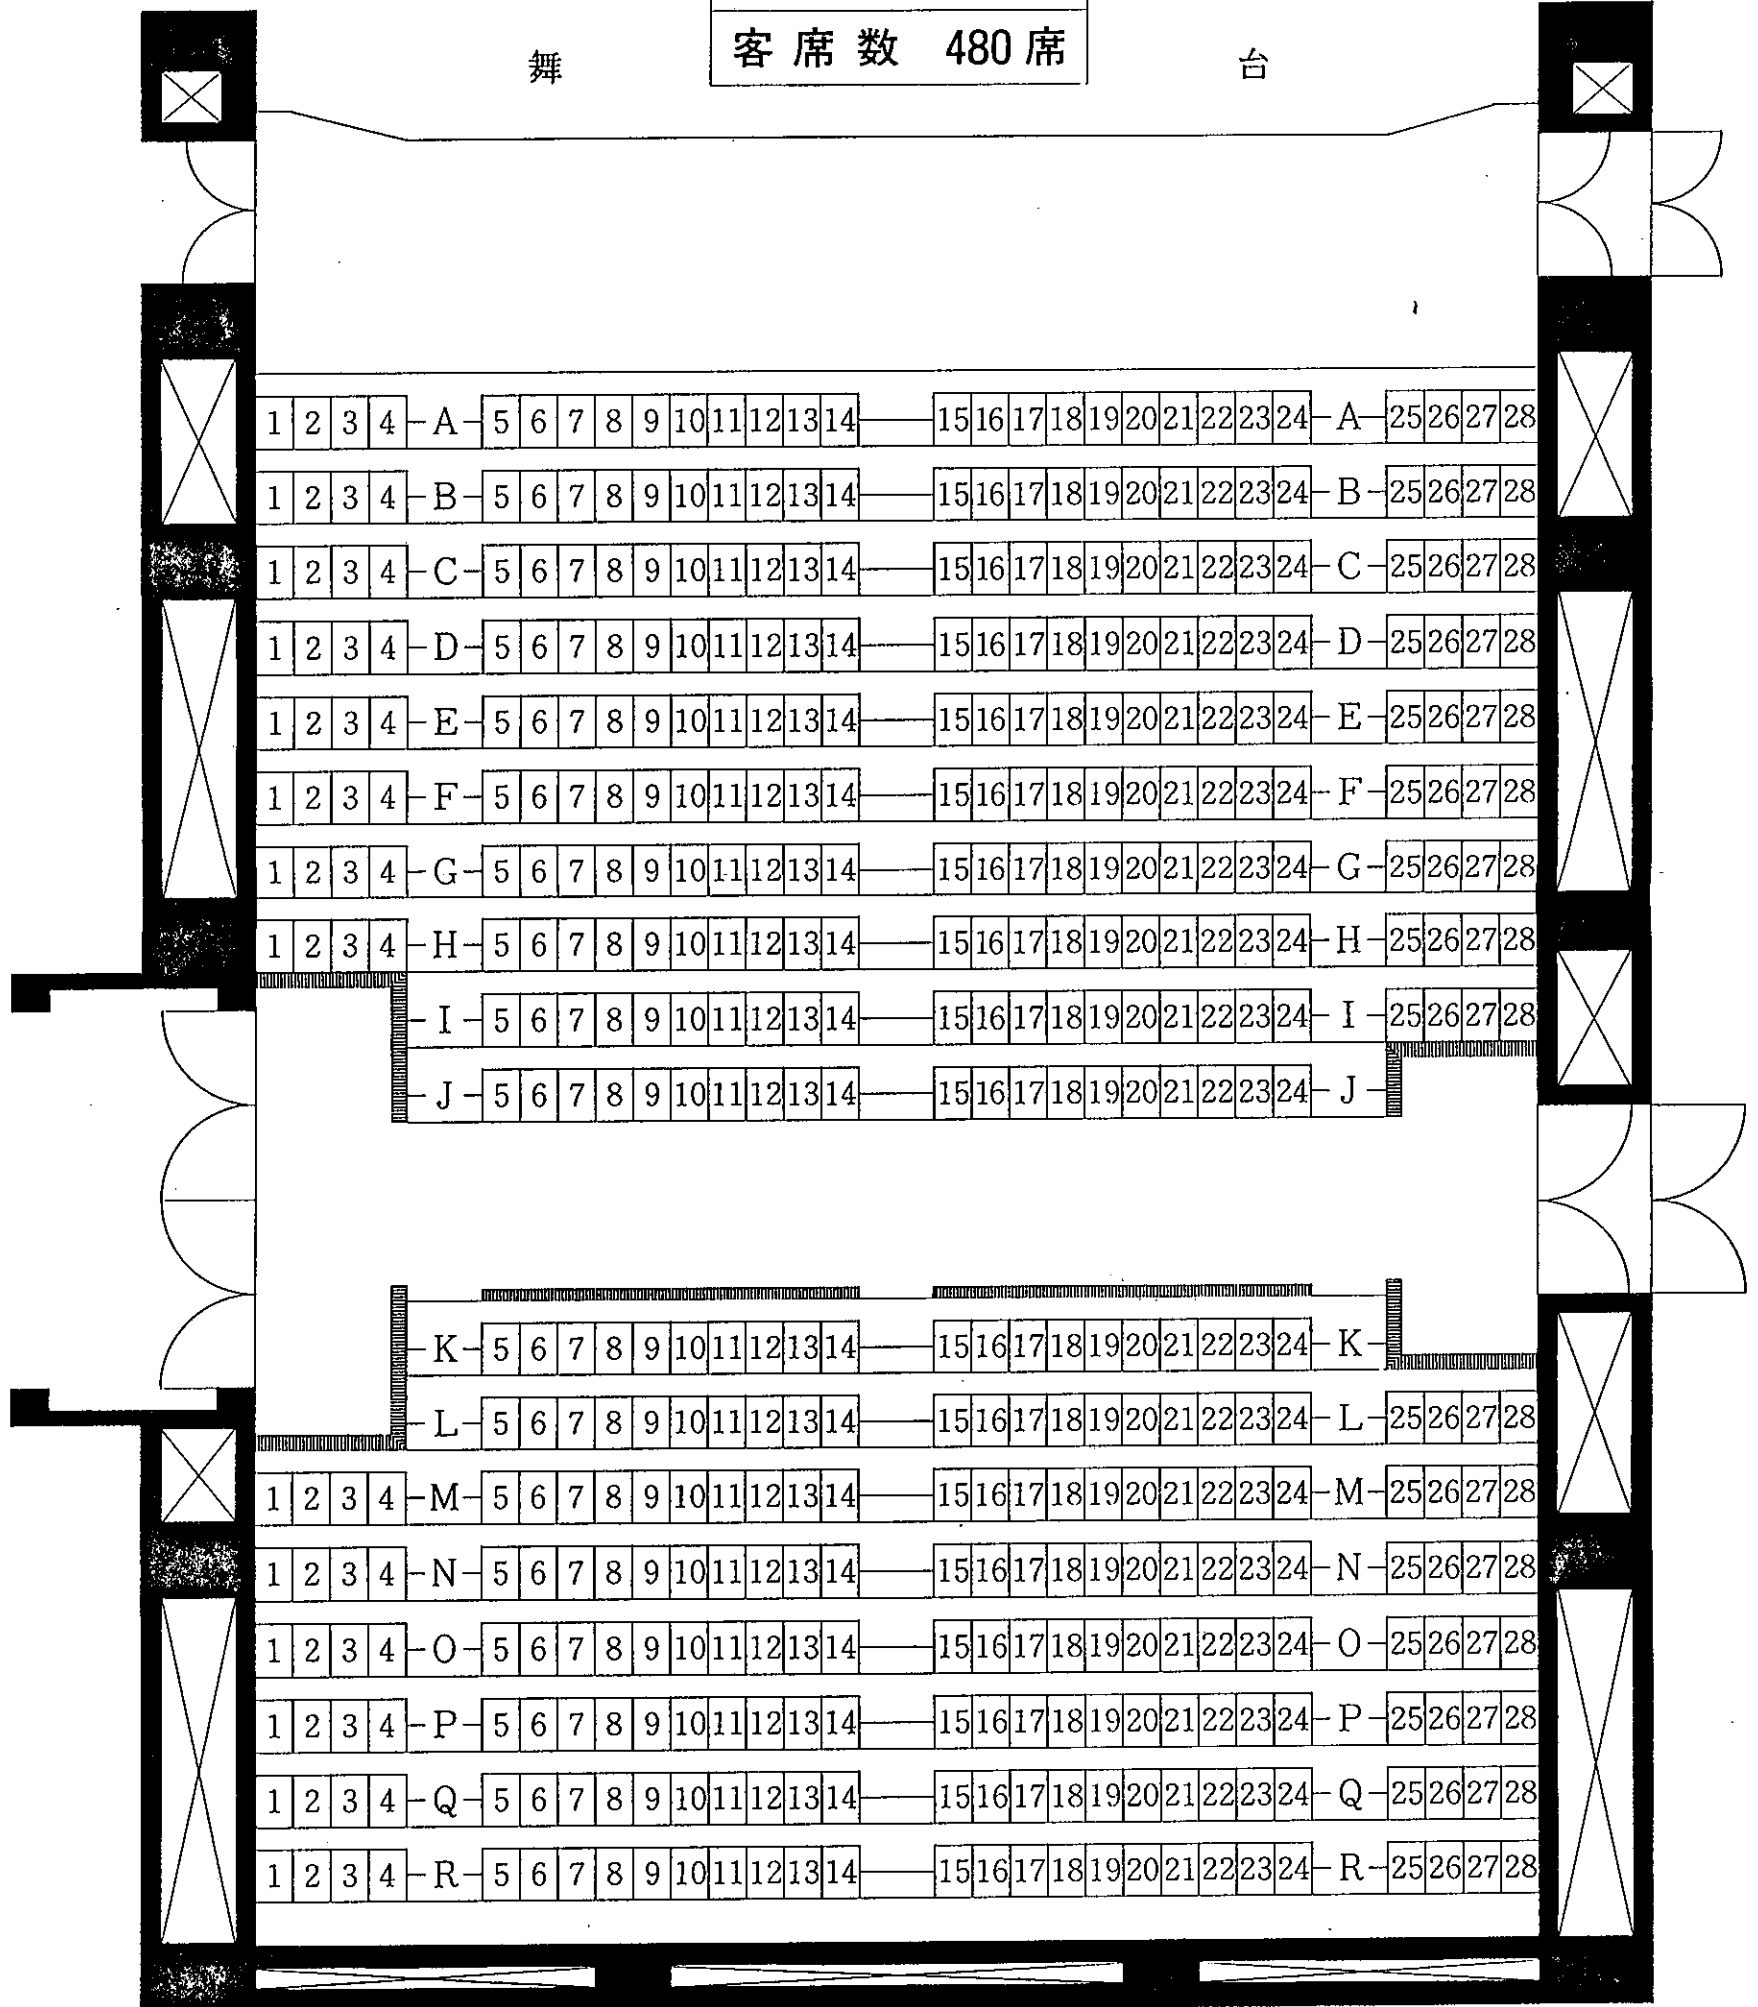 客席数 480席
舞 台
1 2 3 4 A 5 6 7 8 9 10 11 12 13 14 15 16 17 18 19 20 21 22 23 24 A 25 26 27 28
1 2 3 4 B 5 6 7 8 9 10 11 12 13 14 15 16 17 18 19 20 21 22 23 24 B 25 26 27 28
1 2 3 4 C 5 6 7 8 9 10 11 12 13 14 15 16 17 18 19 20 21 22 23 24 C 25 26 27 28
1 2 3 4 D 5 6 7 8 9 10 11 12 13 14 15 16 17 18 19 20 21 22 23 24 D 25 26 27 28
1 2 3 4 E 5 6 7 8 9 10 11 12 13 14 15 16 17 18 19 20 21 22 23 24 E 25 26 27 28
1 2 3 4 F 5 6 7 8 9 10 11 12 13 14 15 16 17 18 19 20 21 22 23 24 F 25 26 27 28
1 2 3 4 G 5 6 7 8 9 10 11 12 13 14 15 16 17 18 19 20 21 22 23 24 G 25 26 27 28
1 2 3 4 H 5 6 7 8 9 10 11 12 13 14 15 16 17 18 19 20 21 22 23 24 H 25 26 27 28
I 5 6 7 8 9 10 11 12 13 14 15 16 17 18 19 20 21 22 23 24 I 25 26 27 28
J 5 6 7 8 9 10 11 12 13 14 15 16 17 18 19 20 21 22 23 24 J
K 5 6 7 8 9 10 11 12 13 14 15 16 17 18 19 20 21 22 23 24 K
L 5 6 7 8 9 10 11 12 13 14 15 16 17 18 19 20 21 22 23 24 L 25 26 27 28
1 2 3 4 M 5 6 7 8 9 10 11 12 13 14 15 16 17 18 19 20 21 22 23 24 M 25 26 27 28
1 2 3 4 N 5 6 7 8 9 10 11 12 13 14 15 16 17 18 19 20 21 22 23 24 N 25 26 27 28
1 2 3 4 O 5 6 7 8 9 10 11 12 13 14 15 16 17 18 19 20 21 22 23 24 O 25 26 27 28
1 2 3 4 P 5 6 7 8 9 10 11 12 13 14 15 16 17 18 19 20 21 22 23 24 P 25 26 27 28
1 2 3 4 Q 5 6 7 8 9 10 11 12 13 14 15 16 17 18 19 20 21 22 23 24 Q 25 26 27 28
1 2 3 4 R 5 6 7 8 9 10 11 12 13 14 15 16 17 18 19 20 21 22 23 24 R 25 26 27 28